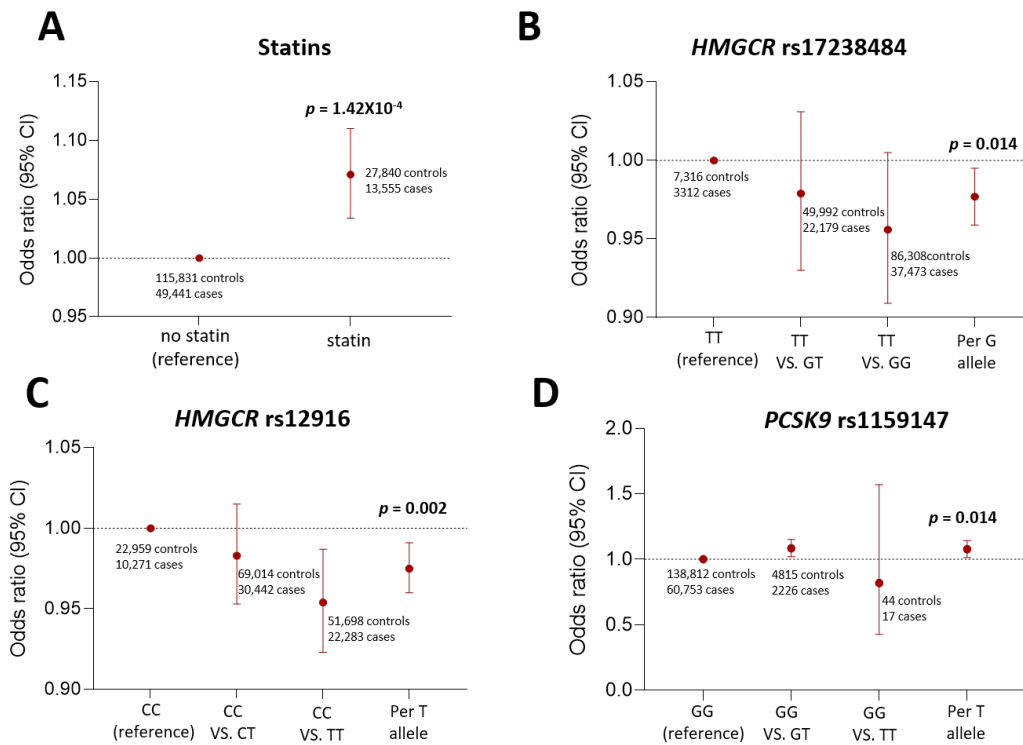 A
Statins
Odds ratio (95% CI)
1.15
1.10
1.05
1.00
0.95
p = 1.42X10⁻⁴
27,840 controls
13,555 cases
115,831 controls
49,441 cases
no statin
(reference)
statin
B
HMGCR rs17238484
Odds ratio (95% CI)
1.05
1.00
0.95
0.90
p = 0.014
7,316 controls
3312 cases
49,992 controls
22,179 cases
86,308controls
37,473 cases
TT
(reference)
TT
VS. GT
TT
VS. GG
Per G
allele
C
HMGCR rs12916
Odds ratio (95% CI)
1.05
1.00
0.95
0.90
p = 0.002
22,959 controls
10,271 cases
69,014 controls
30,442 cases
51,698 controls
22,283 cases
CC
(reference)
CC
VS. CT
CC
VS. TT
Per T
allele
D
PCSK9 rs1159147
Odds ratio (95% CI)
2.0
1.5
1.0
0.5
0.0
p = 0.014
138,812 controls
60,753 cases
4815 controls
2226 cases
44 controls
17 cases
GG
(reference)
GG
VS. GT
GG
VS. TT
Per T
allele